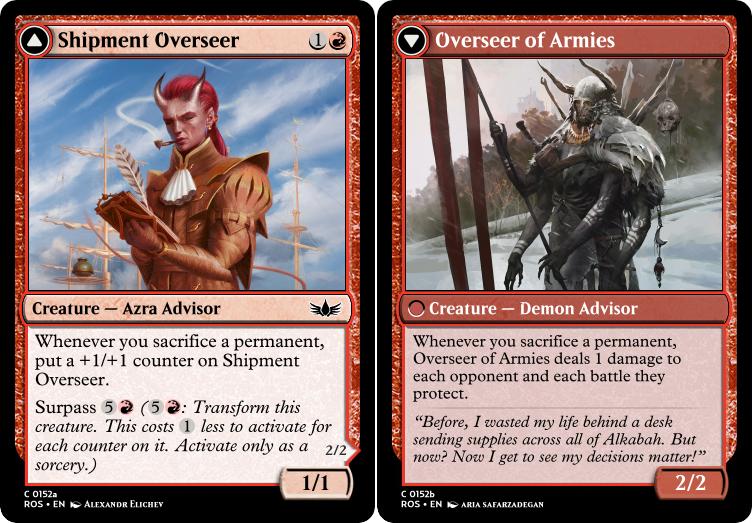 Shipment Overseer 1
Creature — Azra Advisor
Whenever you sacrifice a permanent,
put a +1/+1 counter on Shipment
Overseer.
Surpass 5 (5: Transform this
creature. This costs 1 less to activate for
each counter on it. Activate only as a
sorcery.)
2/2
1/1
C 0152a
ROS • EN Alexandr Elichev
Overseer of Armies
Creature — Demon Advisor
Whenever you sacrifice a permanent,
Overseer of Armies deals 1 damage to
each opponent and each battle they
protect.
“Before, I wasted my life behind a desk
sending supplies across all of Alkabah. But
now? Now I get to see my decisions matter!”
2/2
C 0152b
ROS • EN ARIA SAFARZADEGAN